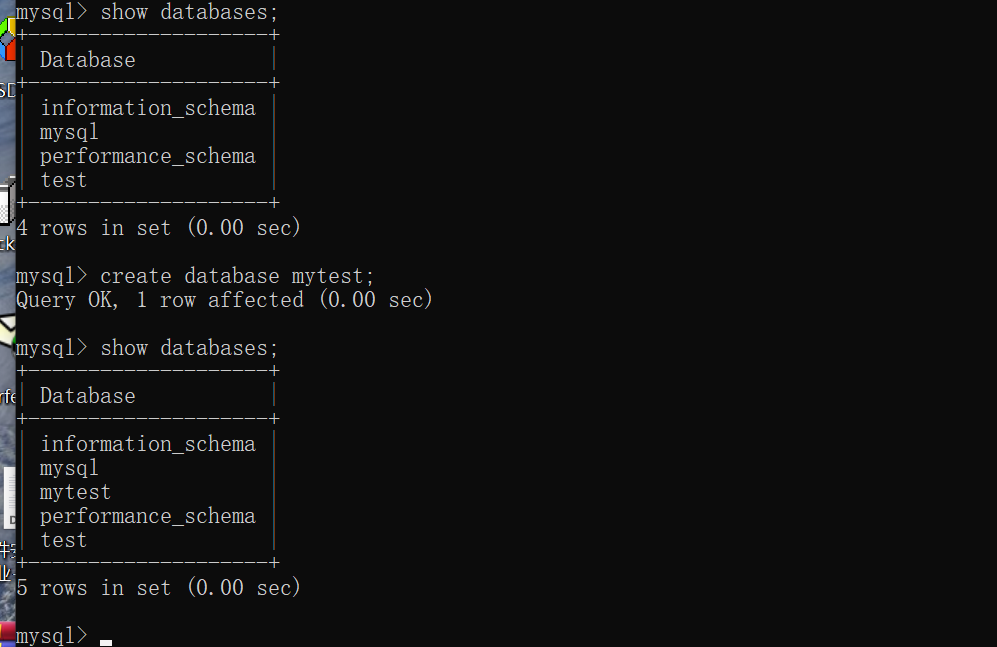 mysql> show databases;
+--------------------+
| Database           |
+--------------------+
| information_schema |
| mysql              |
| performance_schema |
| test               |
+--------------------+
4 rows in set (0.00 sec)
mysql> create database mytest;
Query OK, 1 row affected (0.00 sec)
mysql> show databases;
+--------------------+
| Database           |
+--------------------+
| information_schema |
| mysql              |
| mytest             |
| performance_schema |
| test               |
+--------------------+
5 rows in set (0.00 sec)
mysql>